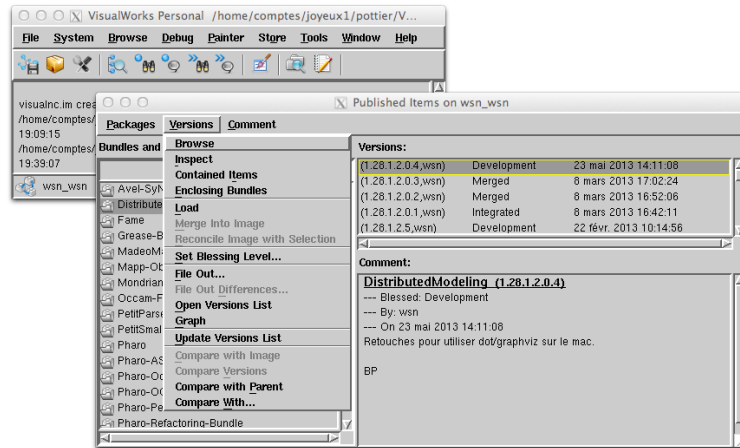 VisualWorks Personal /home/comptes/joyeux1/pottier/V...
File System Browse Debug Painter Store Tools Window Help
visualnc.im crea
/home/comptes/
19:09:15
/home/comptes/
19:39:07
wsn_wsn
Published Items on wsn_wsn
Packages Versions Comment
Bundles and
Avel-SyN
Distribute
Fame
Grease-B
MadeoMa
Mapp-Ob
Mondrian
Occam-F
PetitParse
PetitSmal
Pharo
Pharo-AS
Pharo-Oc
Pharo-OC
Pharo-Pe
Pharo-Refactoring-Bundle
Browse
Inspect
Contained Items
Enclosing Bundles
Load
Merge Into Image
Reconcile Image with Selection
Set Blessing Level...
File Out...
File Out Differences...
Open Versions List
Graph
Update Versions List
Compare with Image
Compare Versions
Compare with Parent
Compare With...
Versions:
(1.28.1.2.0.4,wsn) Development 23 mai 2013 14:11:08
(1.28.1.2.0.3,wsn) Merged 8 mars 2013 17:02:24
(1.28.1.2.0.2,wsn) Merged 8 mars 2013 16:52:06
(1.28.1.2.0.1,wsn) Integrated 8 mars 2013 16:42:11
(1.28.1.2.5,wsn) Development 22 févr. 2013 10:14:56
Comment:
DistributedModeling (1.28.1.2.0.4)
--- Blessed: Development
--- By: wsn
--- On 23 mai 2013 14:11:08
Retouches pour utiliser dot/graphviz sur le mac.
BP